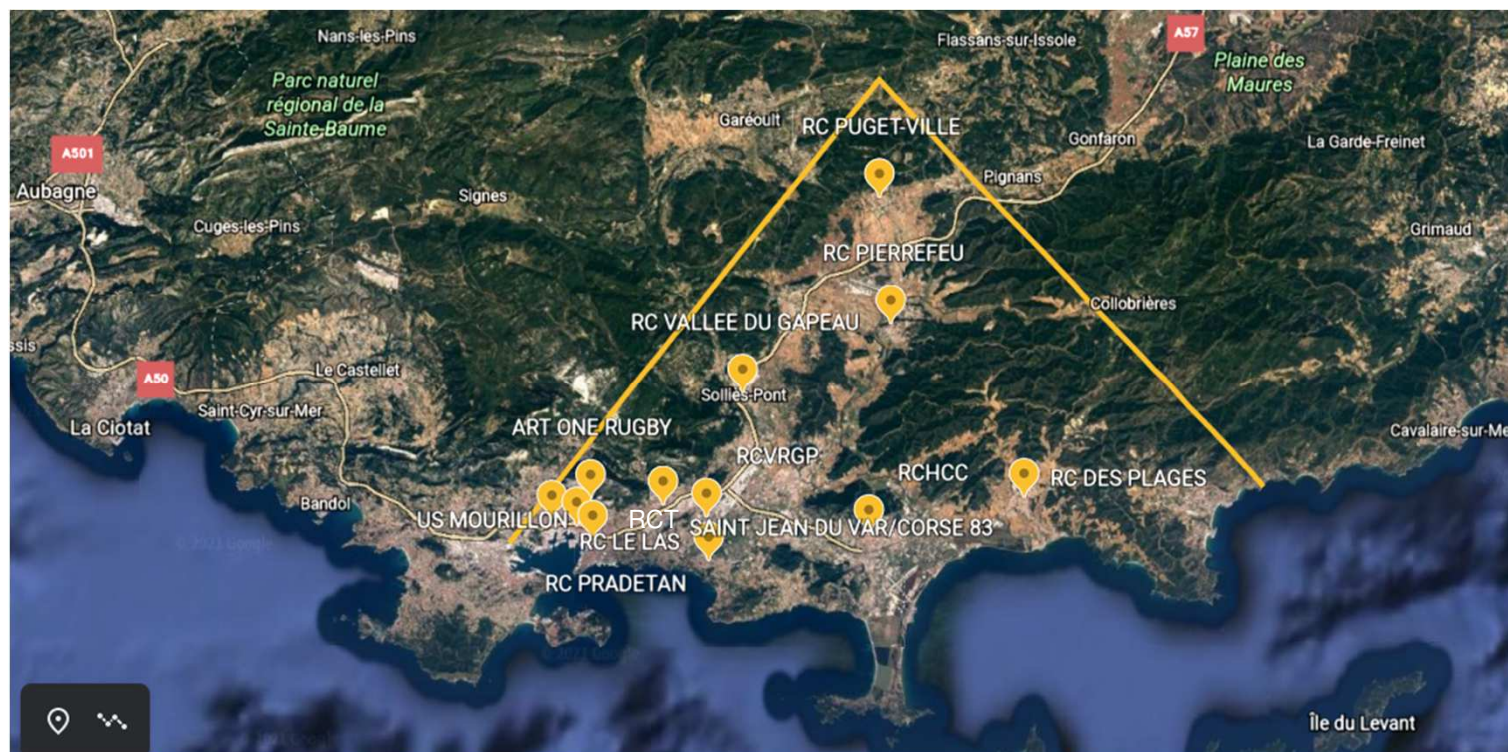 Nans-les-Pins
Flassans-sur-Issole
A57
Plaine des
Maures
Parc naturel
régional de la
Sainte-Baume
Garéoult
RC PUGET-VILLE
Gonfaron
La Garde-Freinet
A501
Aubagne
Signes
Pignans
Cuges-les-Pins
Grimaud
RC PIERREFEU
Collobrières
RC VALLEE DU GAPEAU
ssis
A50
Le Castellet
Solliès-Pont
Saint-Cyr-sur-Mer
La Ciotat
ART ONE RUGBY
Cavalaire-sur-Me
RCVRGP
RCHCC
RC DES PLAGES
Bandol
US MOURILLON
RCT
SAINT JEAN DU VAR/CORSE 83
RC LE LAS
RC PRADETAN
© 2023 Google
Île du Levant